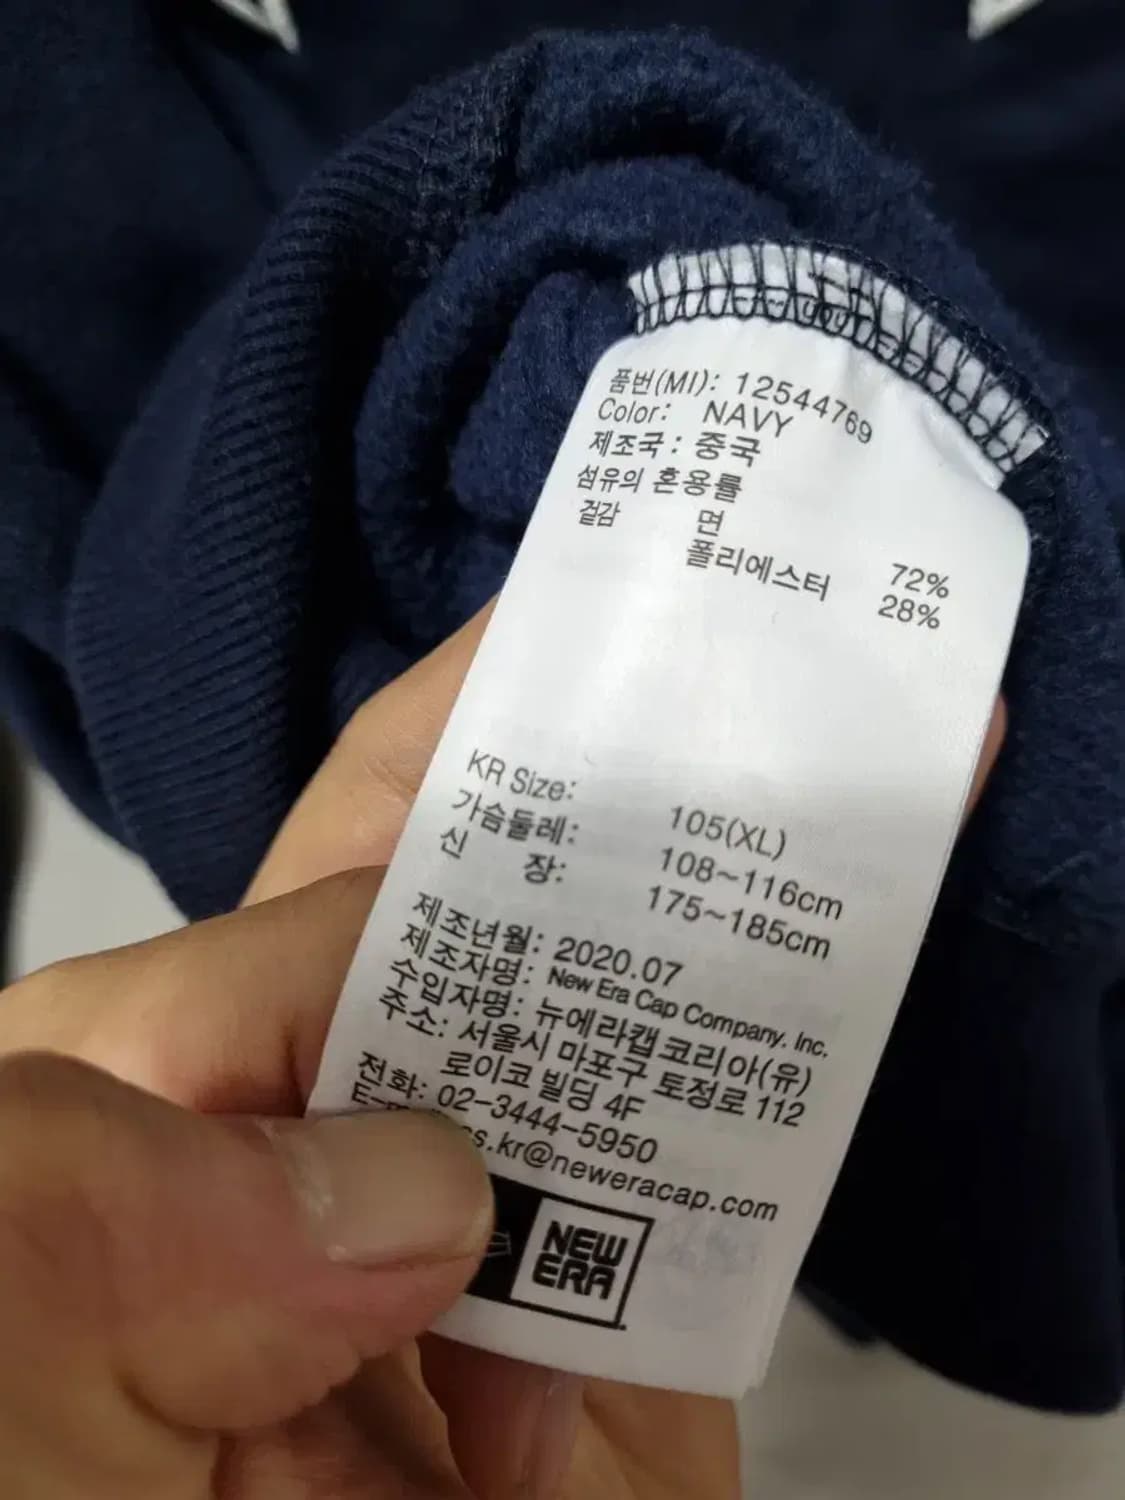 품번(MI): 12544769
Color: NAVY
제조국 : 중국
섬유의 혼용률
겉감 면 72%
폴리에스터 28%
KR Size: 105(XL)
가슴둘레: 108~116cm
신 장: 175~185cm
제조년월: 2020.07
제조자명: New Era Cap Company. Inc.
수입자명: 뉴에라캡코리아(유)
주소: 서울시 마포구 토정로 112
로이코 빌딩 4F
전화: 02-3444-5950
s.kr@neweracap.com
NEW
ERA